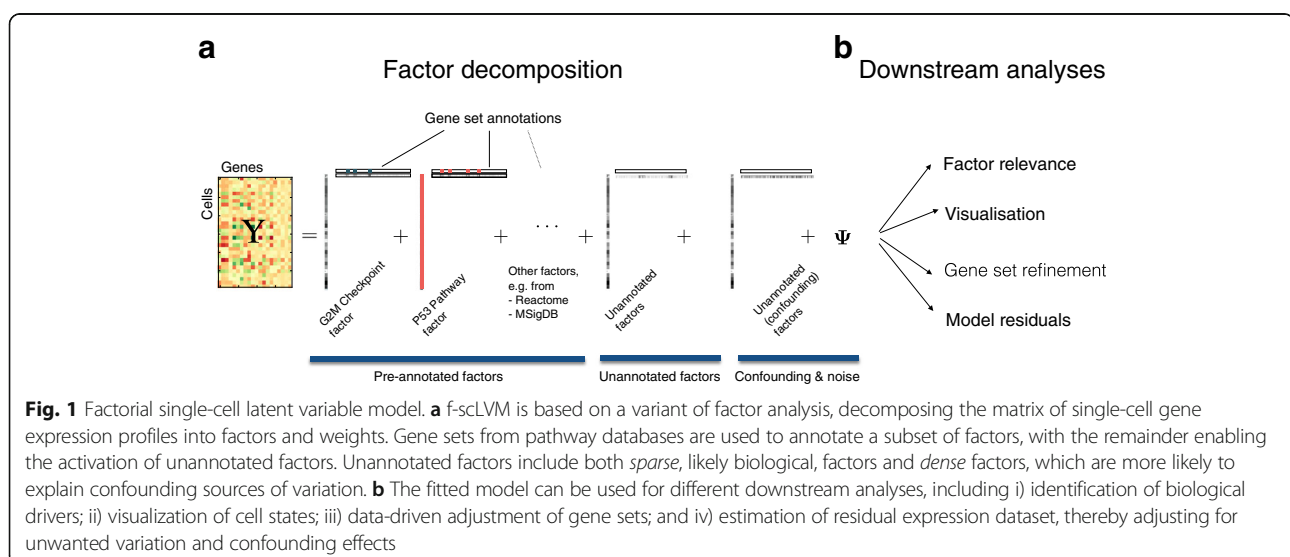 a
b
Factor decomposition
Downstream analyses
Gene set annotations
Genes
Cells
Y
=
+
+
...
+
+
+
Ψ
G2M Checkpoint
factor
P53 Pathway
factor
Other factors,
e.g. from
- Reactome
- MSigDB
Unannotated
factors
Unannotated
(confounding)
factors
Factor relevance
Visualisation
Gene set refinement
Model residuals
Pre-annotated factors
Unannotated factors
Confounding & noise
Fig. 1 Factorial single-cell latent variable model. a f-scLVM is based on a variant of factor analysis, decomposing the matrix of single-cell gene
expression profiles into factors and weights. Gene sets from pathway databases are used to annotate a subset of factors, with the remainder enabling
the activation of unannotated factors. Unannotated factors include both sparse, likely biological, factors and dense factors, which are more likely to
explain confounding sources of variation. b The fitted model can be used for different downstream analyses, including i) identification of biological
drivers; ii) visualization of cell states; iii) data-driven adjustment of gene sets; and iv) estimation of residual expression dataset, thereby adjusting for
unwanted variation and confounding effects